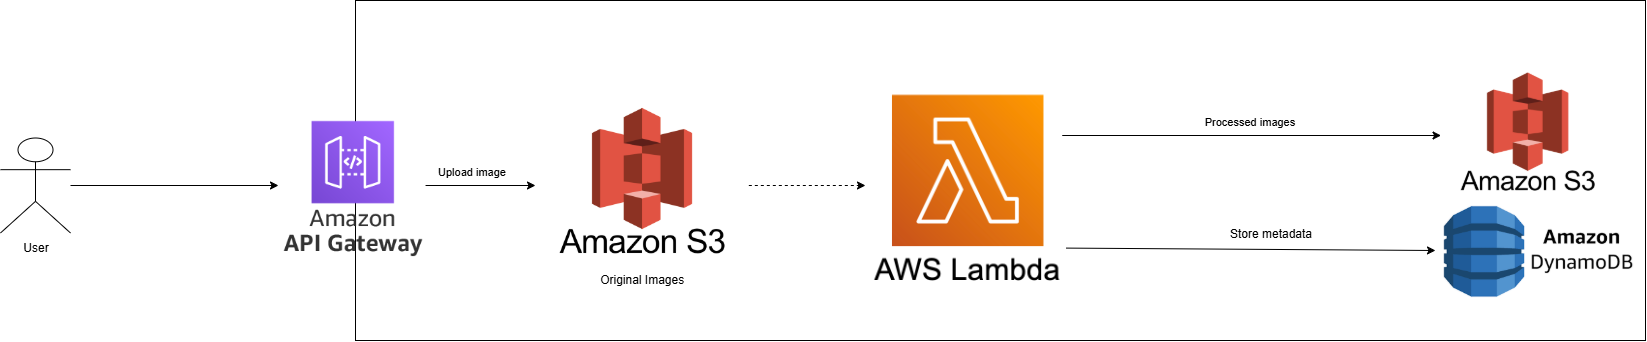 User
Amazon
API Gateway
Upload image
Amazon S3
Original Images
AWS Lambda
Processed images
Amazon S3
Store metadata
Amazon
DynamoDB